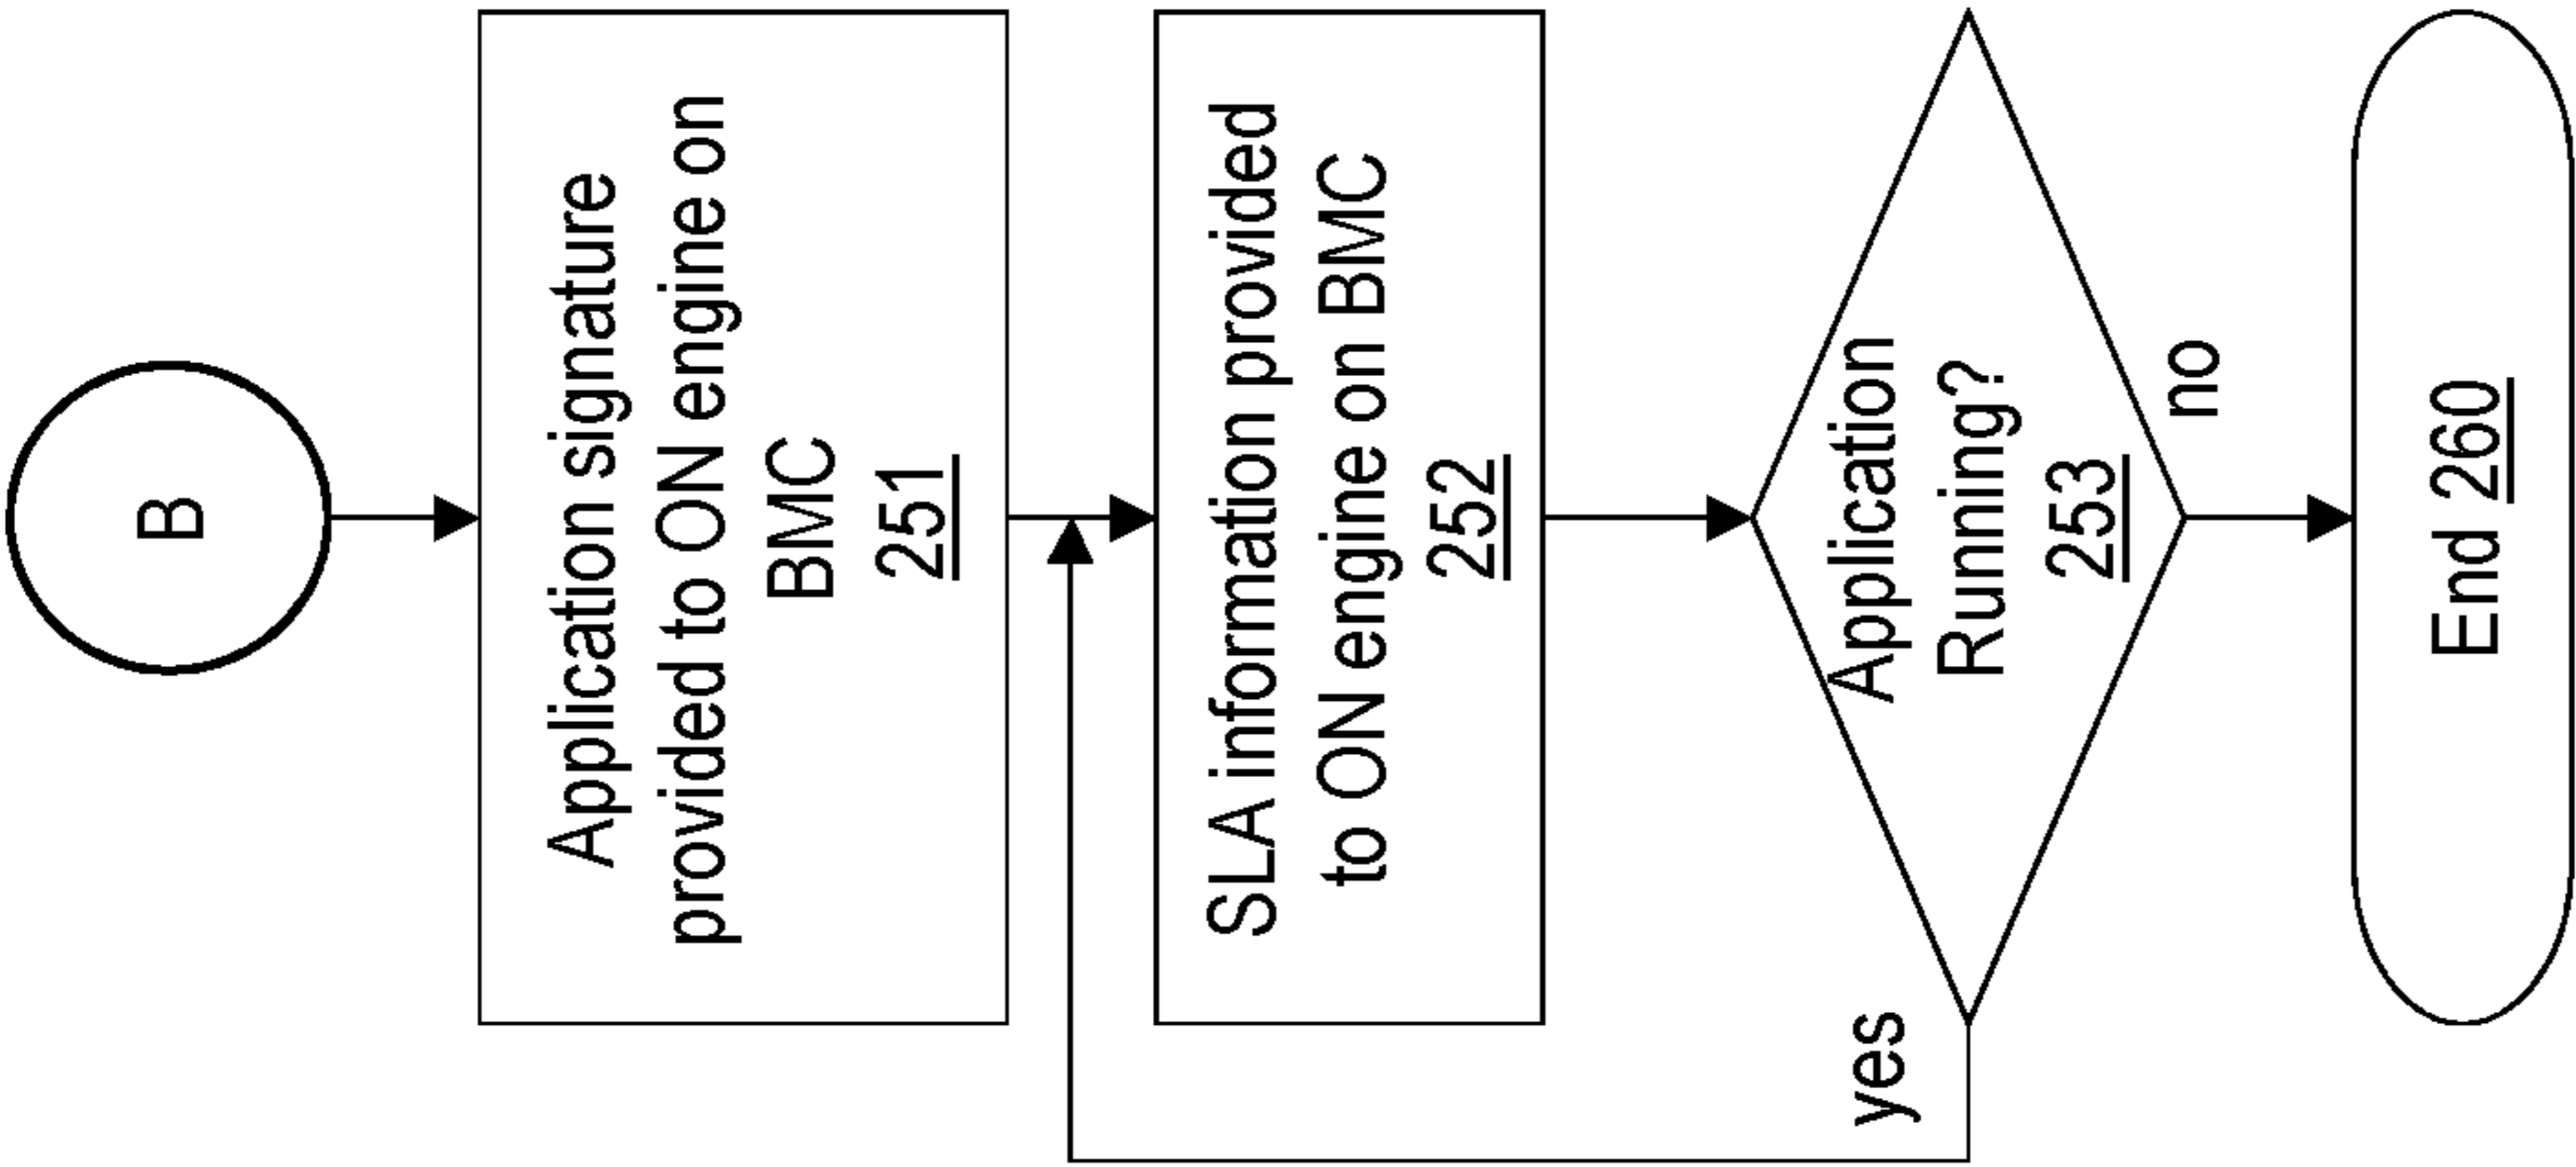 B
Application signature
provided to ON engine on
BMC
251
SLA information provided
to ON engine on BMC
252
Application
Running?
253
yes
no
End 260